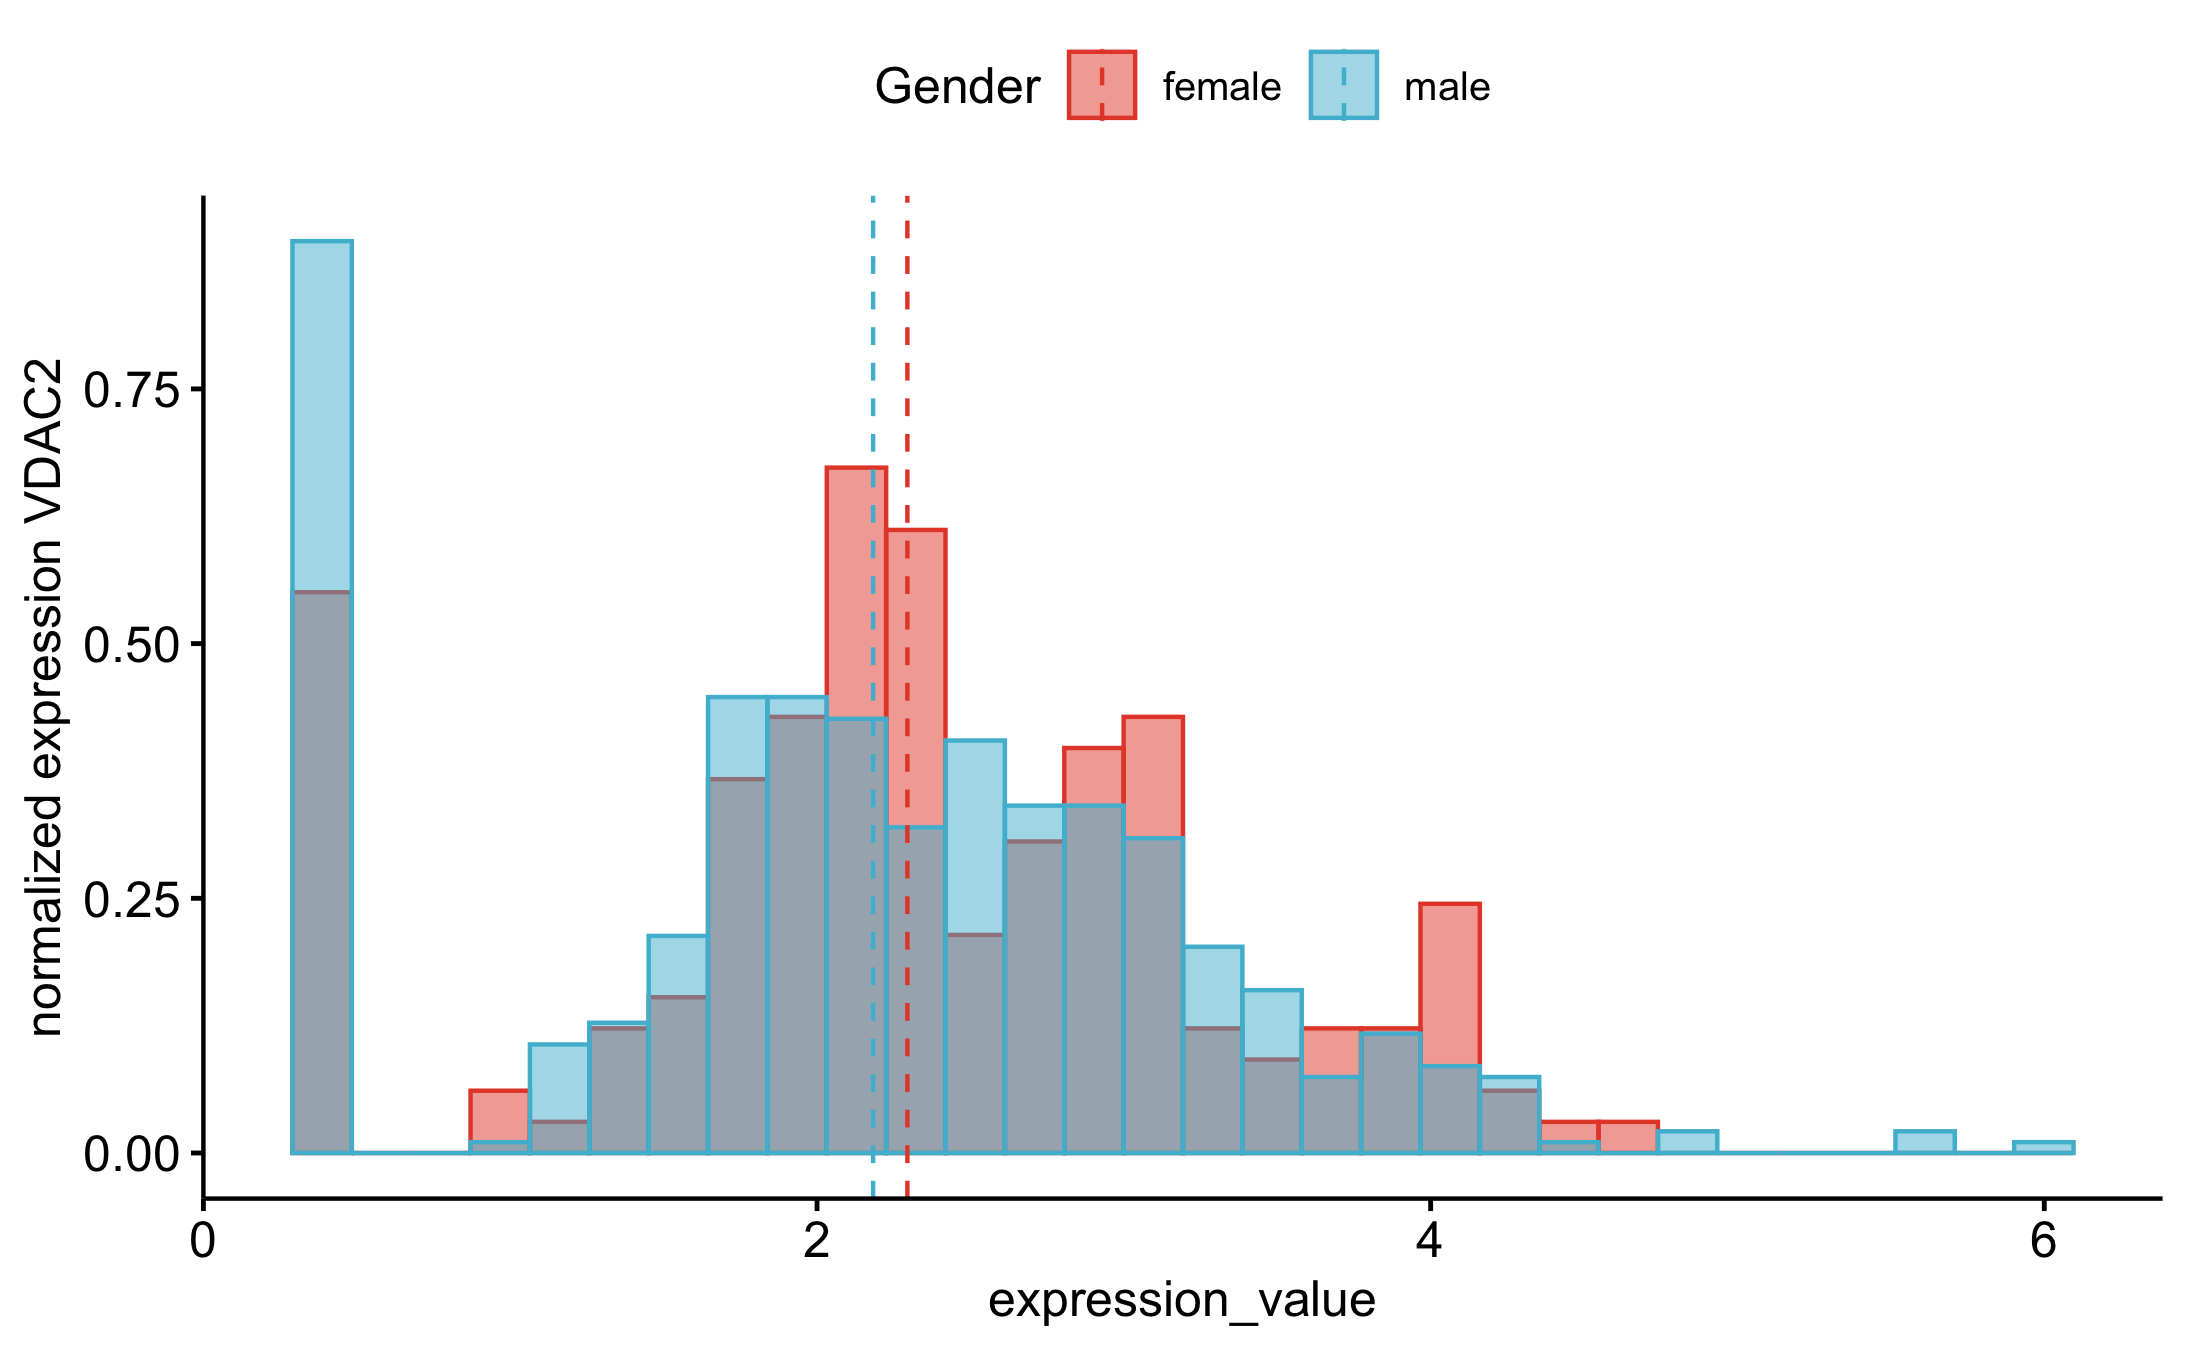 Gender female male
normalized expression VDAC2
0.75
0.50
0.25
0.00
0 2 4 6
expression_value